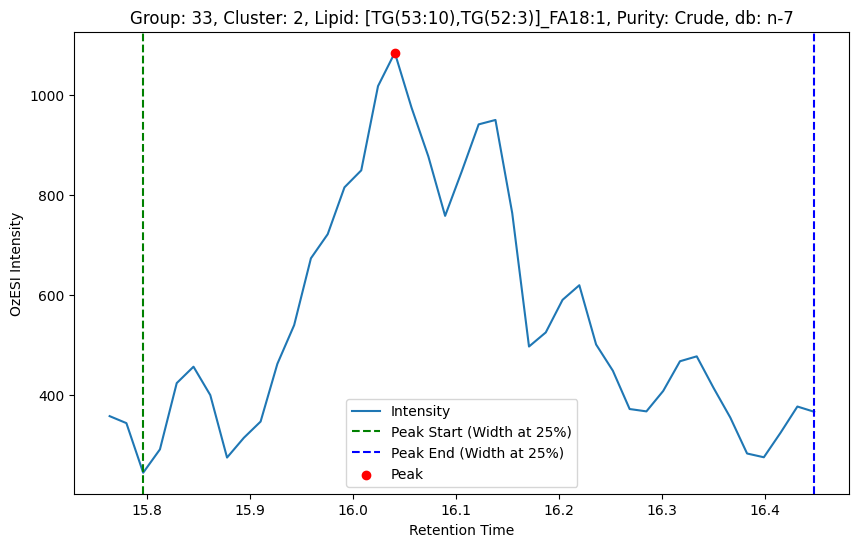 Group: 33, Cluster: 2, Lipid: [TG(53:10),TG(52:3)]_FA18:1, Purity: Crude, db: n-7
OzESI Intensity
1000
800
600
400
Intensity
Peak Start (Width at 25%)
Peak End (Width at 25%)
Peak
15.8
15.9
16.0
16.1
16.2
16.3
16.4
Retention Time